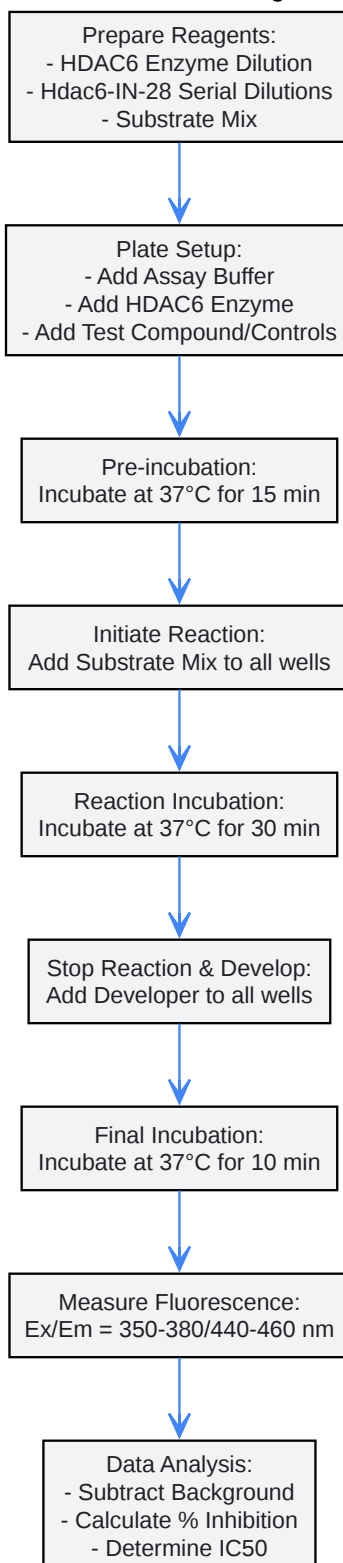 Prepare Reagents:
- HDAC6 Enzyme Dilution
- Hdac6-IN-28 Serial Dilutions
- Substrate Mix
Plate Setup:
- Add Assay Buffer
- Add HDAC6 Enzyme
- Add Test Compound/Controls
Pre-incubation:
Incubate at 37°C for 15 min
Initiate Reaction:
Add Substrate Mix to all wells
Reaction Incubation:
Incubate at 37°C for 30 min
Stop Reaction & Develop:
Add Developer to all wells
Final Incubation:
Incubate at 37°C for 10 min
Measure Fluorescence:
Ex/Em = 350-380/440-460 nm
Data Analysis:
- Subtract Background
- Calculate % Inhibition
- Determine IC50